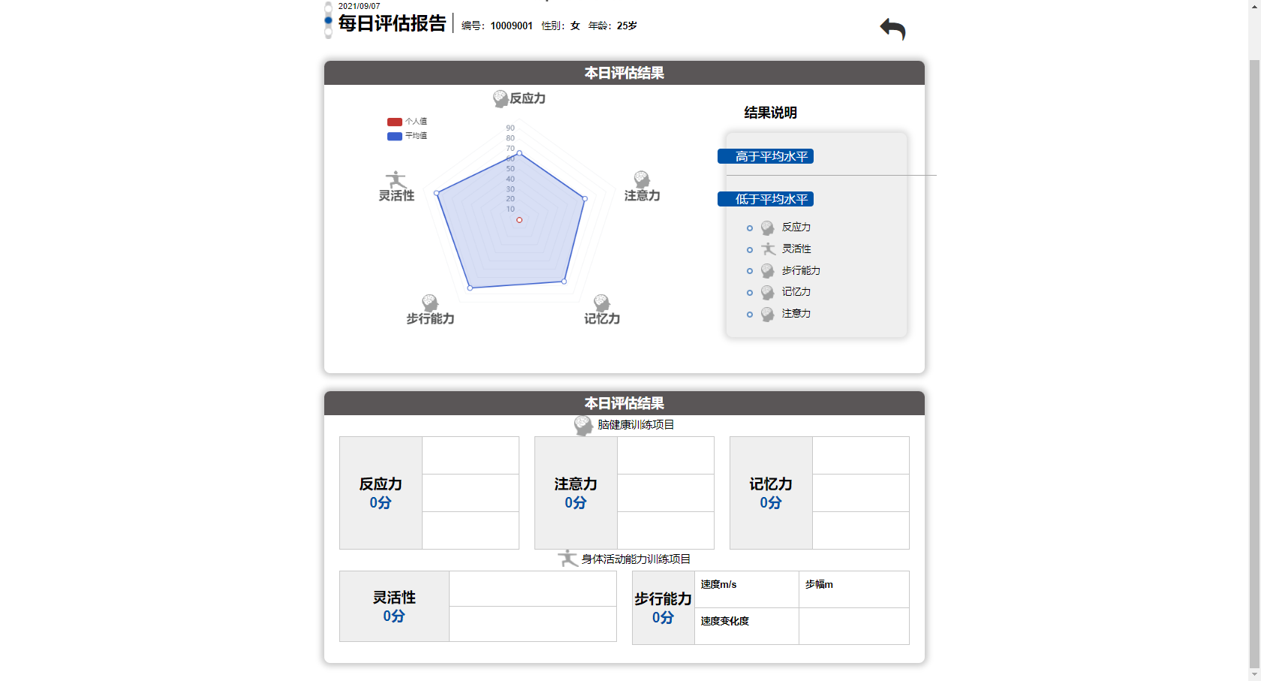 2021/09/07
每日评估报告 编号：10009001 性别：女 年龄：25岁
本日评估结果
反应力
个人值
平均值
90
80
70
60
50
40
30
20
10
灵活性
注意力
步行能力
记忆力
结果说明
高于平均水平
低于平均水平
反应力
灵活性
步行能力
记忆力
注意力
本日评估结果
脑健康训练项目
反应力
0分
注意力
0分
记忆力
0分
身体活动能力训练项目
灵活性
0分
步行能力
0分
速度m/s
步幅m
速度变化度